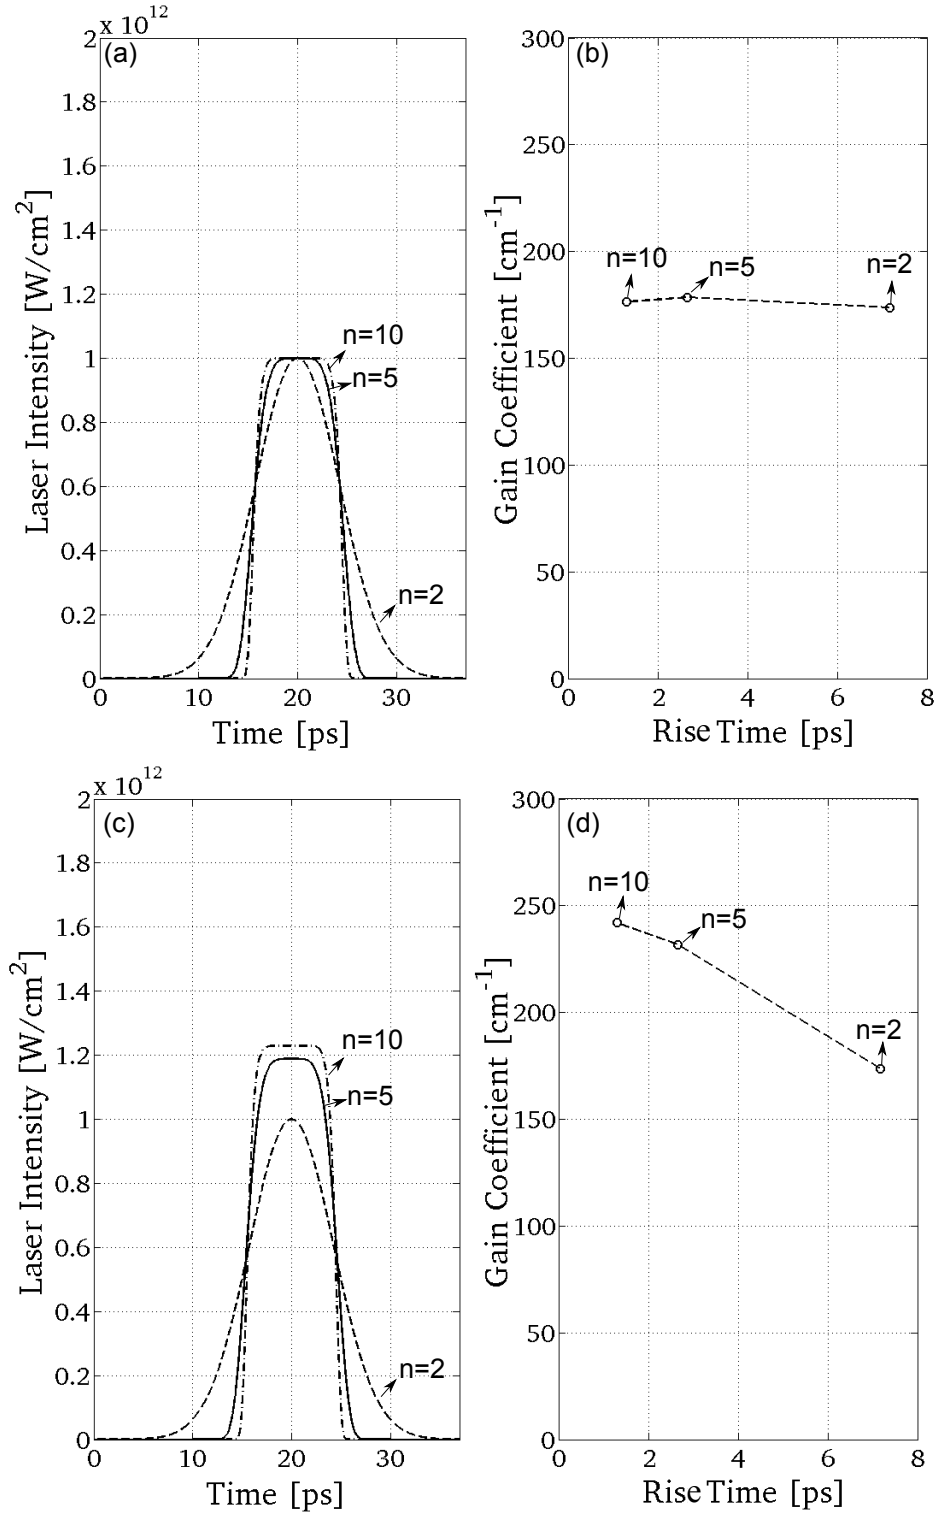 x 10^12
(a)
2
1.8
1.6
1.4
1.2
1
0.8
0.6
0.4
0.2
0
Laser Intensity [W/cm^2]
n=10
n=5
n=2
0 10 20 30
Time [ps]
(b)
300
250
200
150
100
50
0
Gain Coefficient [cm^-1]
n=10
n=5
n=2
0 2 4 6 8
Rise Time [ps]
x 10^12
(c)
2
1.8
1.6
1.4
1.2
1
0.8
0.6
0.4
0.2
0
Laser Intensity [W/cm^2]
n=10
n=5
n=2
0 10 20 30
Time [ps]
(d)
300
250
200
150
100
50
0
Gain Coefficient [cm^-1]
n=10
n=5
n=2
0 2 4 6 8
Rise Time [ps]